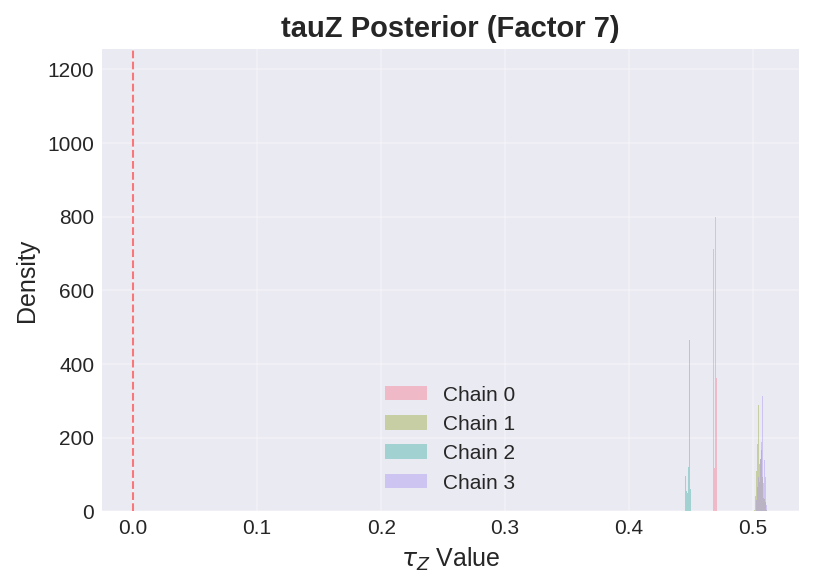 tauZ Posterior (Factor 7)
1200
1000
800
600
400
200
0
Density
Chain 0
Chain 1
Chain 2
Chain 3
0.0 0.1 0.2 0.3 0.4 0.5
τ_Z Value